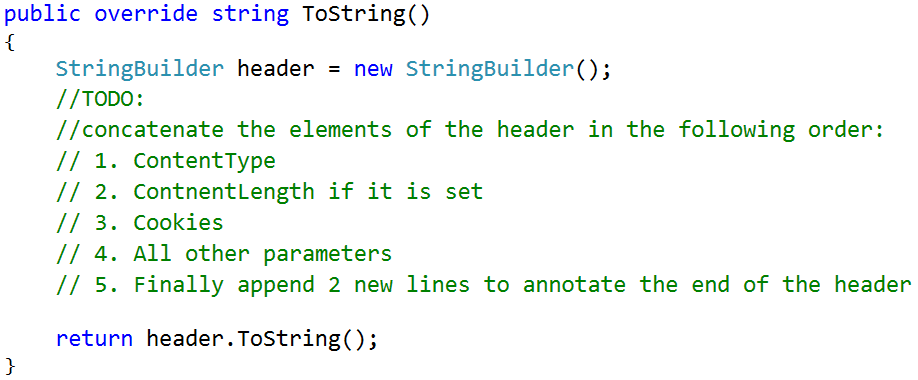 public override string ToString()
{
StringBuilder header = new StringBuilder();
//TODO:
//concatenate the elements of the header in the following order:
// 1. ContentType
// 2. ContnentLength if it is set
// 3. Cookies
// 4. All other parameters
// 5. Finally append 2 new lines to annotate the end of the header
return header.ToString();
}